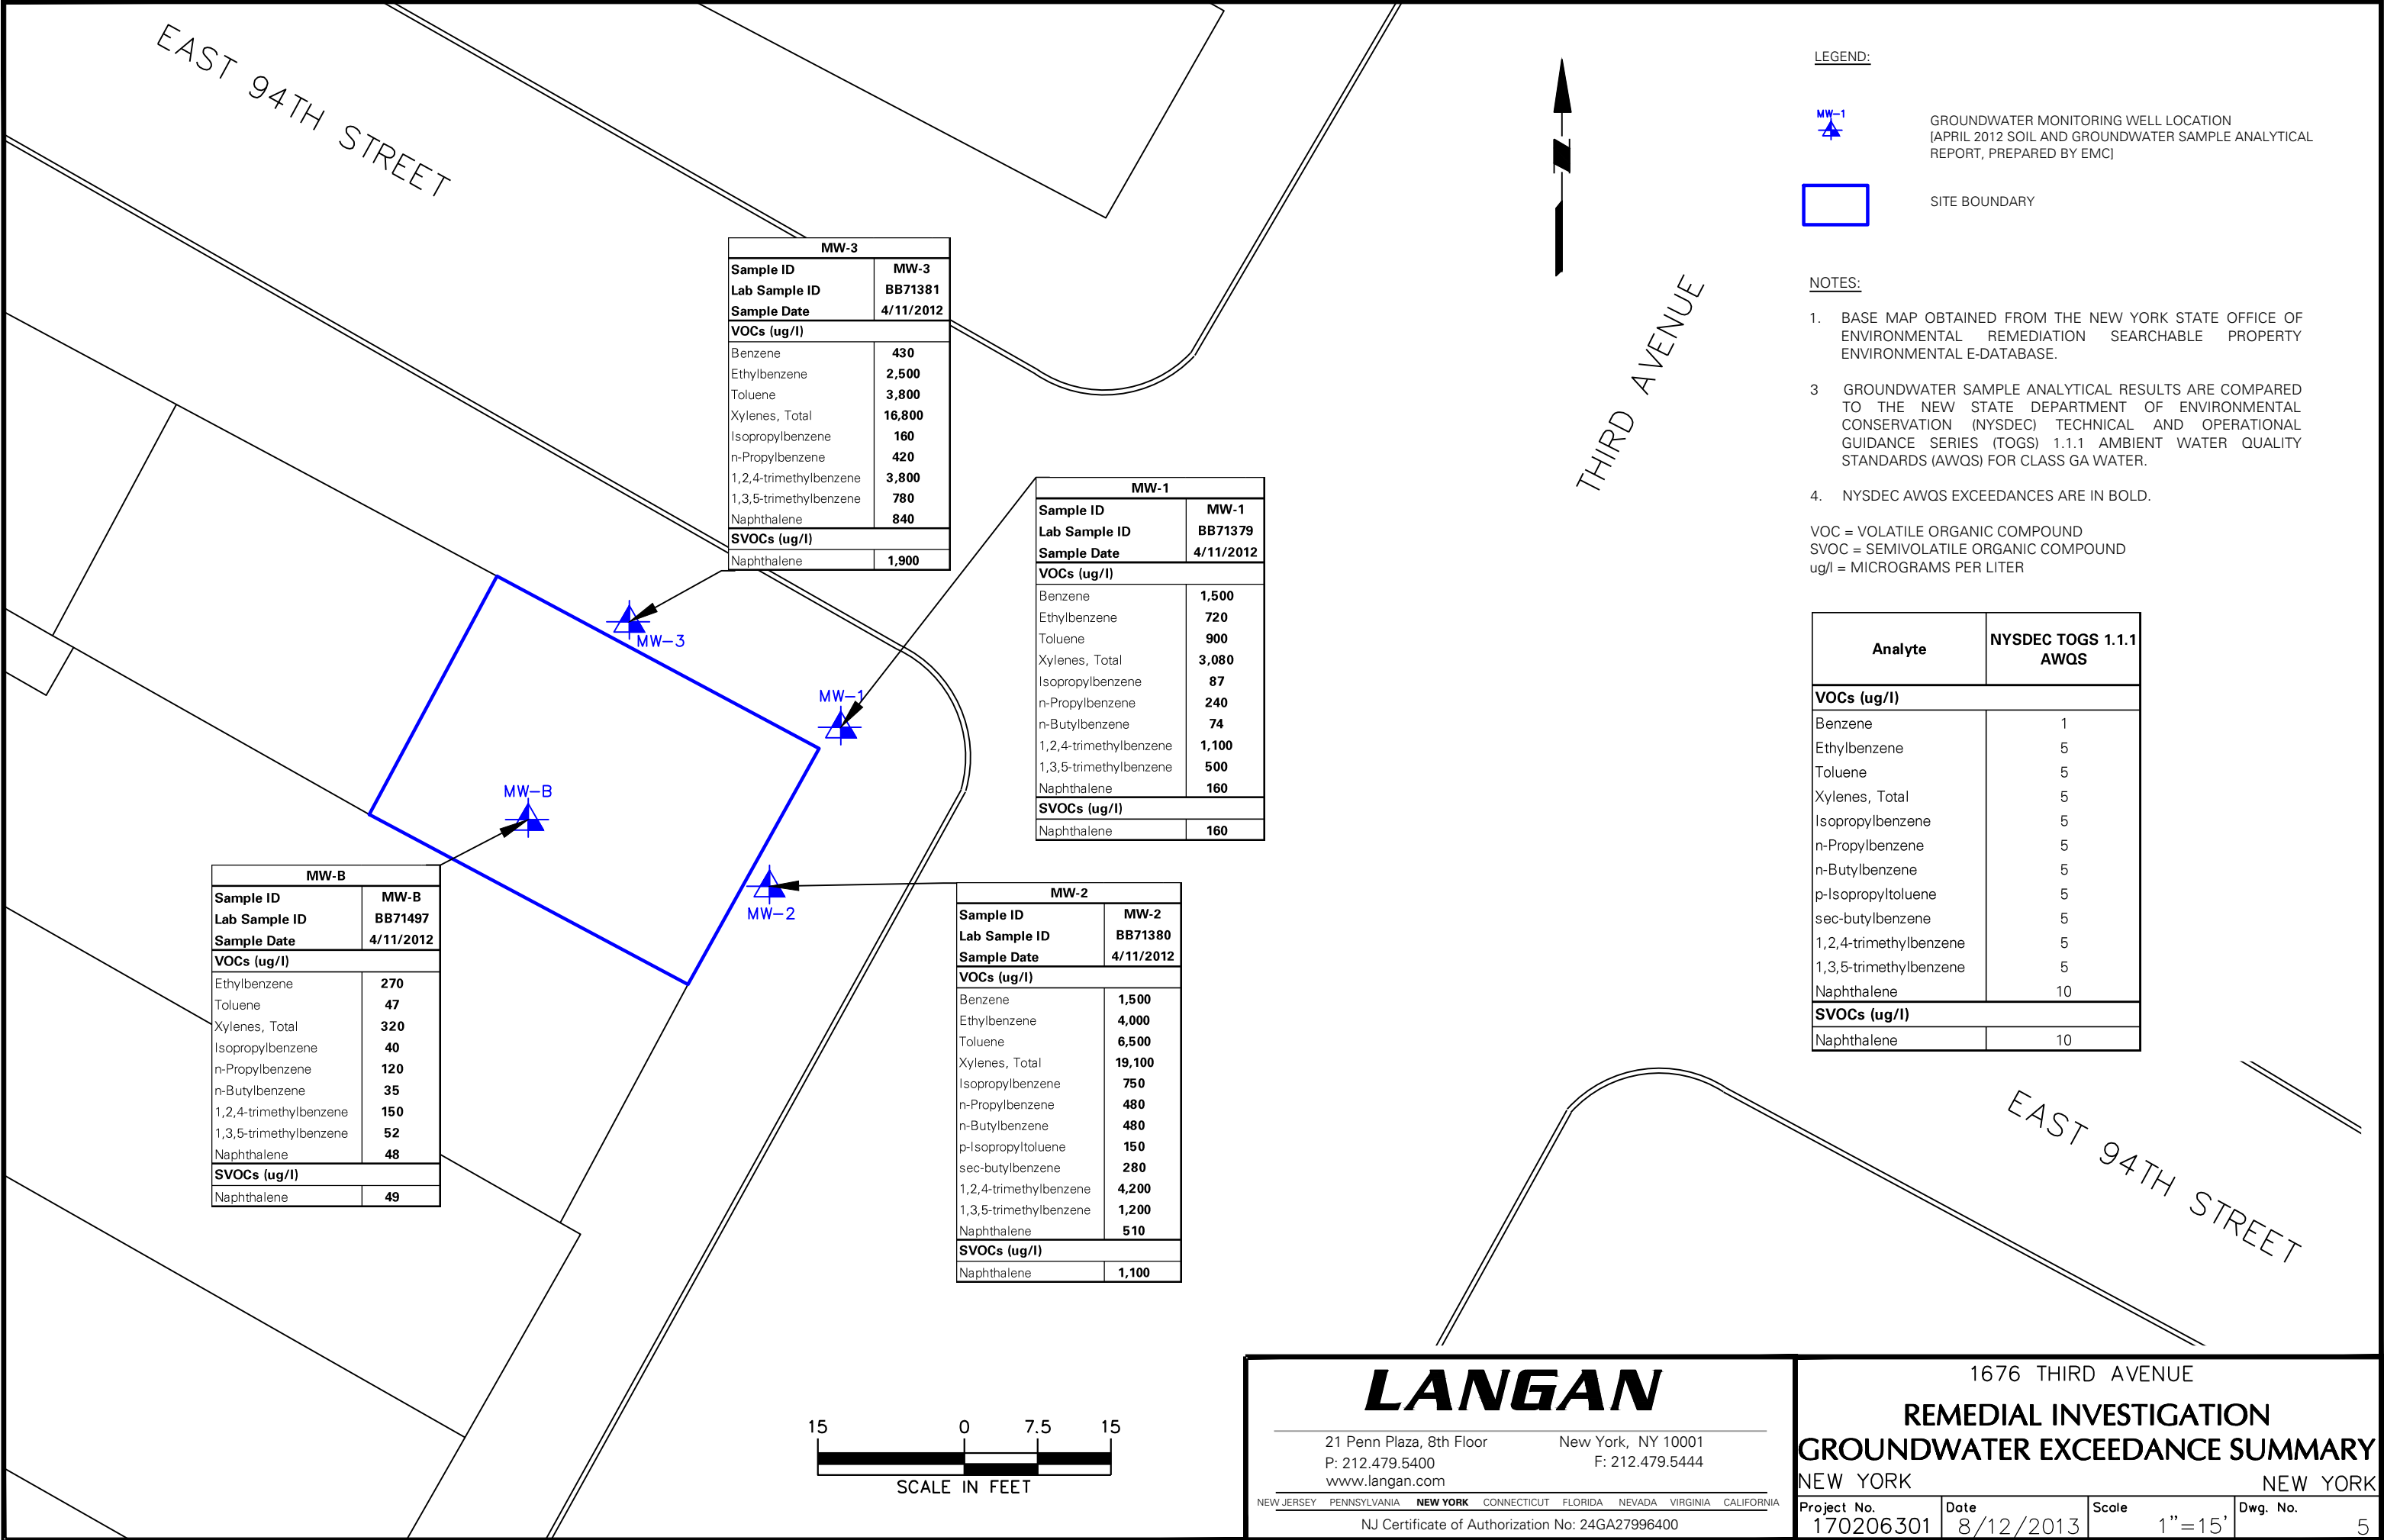 EAST 94TH STREET
MW-3
Sample ID MW-3
Lab Sample ID BB71381
Sample Date 4/11/2012
VOCs (ug/l)
Benzene 430
Ethylbenzene 2,500
Toluene 3,800
Xylenes, Total 16,800
Isopropylbenzene 160
n-Propylbenzene 420
1,2,4-trimethylbenzene 3,800
1,3,5-trimethylbenzene 780
Naphthalene 840
SVOCs (ug/l)
Naphthalene 1,900
MW-1
Sample ID MW-1
Lab Sample ID BB71379
Sample Date 4/11/2012
VOCs (ug/l)
Benzene 1,500
Ethylbenzene 720
Toluene 900
Xylenes, Total 3,080
Isopropylbenzene 87
n-Propylbenzene 240
n-Butylbenzene 74
1,2,4-trimethylbenzene 1,100
1,3,5-trimethylbenzene 500
Naphthalene 160
SVOCs (ug/l)
Naphthalene 160
MW-3
MW-1
MW-B
MW-2
MW-B
Sample ID MW-B
Lab Sample ID BB71497
Sample Date 4/11/2012
VOCs (ug/l)
Ethylbenzene 270
Toluene 47
Xylenes, Total 320
Isopropylbenzene 40
n-Propylbenzene 120
n-Butylbenzene 35
1,2,4-trimethylbenzene 150
1,3,5-trimethylbenzene 52
Naphthalene 48
SVOCs (ug/l)
Naphthalene 49
MW-2
Sample ID MW-2
Lab Sample ID BB71380
Sample Date 4/11/2012
VOCs (ug/l)
Benzene 1,500
Ethylbenzene 4,000
Toluene 6,500
Xylenes, Total 19,100
Isopropylbenzene 750
n-Propylbenzene 480
n-Butylbenzene 480
p-Isopropyltoluene 150
sec-butylbenzene 280
1,2,4-trimethylbenzene 4,200
1,3,5-trimethylbenzene 1,200
Naphthalene 510
SVOCs (ug/l)
Naphthalene 1,100
THIRD AVENUE
LEGEND:
MW-1
GROUNDWATER MONITORING WELL LOCATION
[APRIL 2012 SOIL AND GROUNDWATER SAMPLE ANALYTICAL
REPORT, PREPARED BY EMC]
SITE BOUNDARY
NOTES:
1. BASE MAP OBTAINED FROM THE NEW YORK STATE OFFICE OF
ENVIRONMENTAL REMEDIATION SEARCHABLE PROPERTY
ENVIRONMENTAL E-DATABASE.
3 GROUNDWATER SAMPLE ANALYTICAL RESULTS ARE COMPARED
TO THE NEW STATE DEPARTMENT OF ENVIRONMENTAL
CONSERVATION (NYSDEC) TECHNICAL AND OPERATIONAL
GUIDANCE SERIES (TOGS) 1.1.1 AMBIENT WATER QUALITY
STANDARDS (AWQS) FOR CLASS GA WATER.
4. NYSDEC AWQS EXCEEDANCES ARE IN BOLD.
VOC = VOLATILE ORGANIC COMPOUND
SVOC = SEMIVOLATILE ORGANIC COMPOUND
ug/l = MICROGRAMS PER LITER
Analyte NYSDEC TOGS 1.1.1
AWQS
VOCs (ug/l)
Benzene 1
Ethylbenzene 5
Toluene 5
Xylenes, Total 5
Isopropylbenzene 5
n-Propylbenzene 5
n-Butylbenzene 5
p-Isopropyltoluene 5
sec-butylbenzene 5
1,2,4-trimethylbenzene 5
1,3,5-trimethylbenzene 5
Naphthalene 10
SVOCs (ug/l)
Naphthalene 10
EAST 94TH STREET
15 0 7.5 15
SCALE IN FEET
LANGAN
21 Penn Plaza, 8th Floor New York, NY 10001
P: 212.479.5400 F: 212.479.5444
www.langan.com
NEW JERSEY PENNSYLVANIA NEW YORK CONNECTICUT FLORIDA NEVADA VIRGINIA CALIFORNIA
NJ Certificate of Authorization No: 24GA27996400
1676 THIRD AVENUE
REMEDIAL INVESTIGATION
GROUNDWATER EXCEEDANCE SUMMARY
NEW YORK NEW YORK
Project No. Date Scale Dwg. No.
170206301 8/12/2013 1"=15' 5